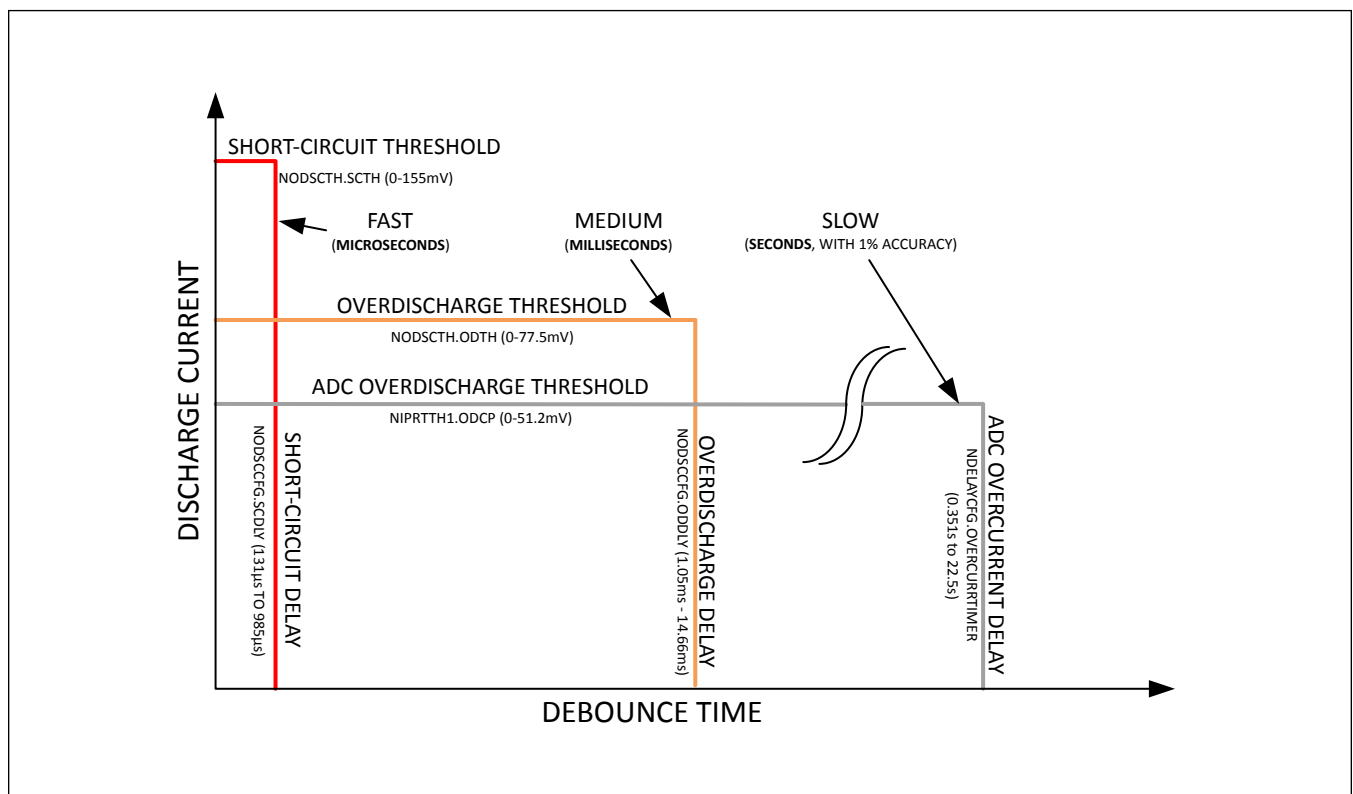 SHORT-CIRCUIT THRESHOLD
NODSCTH.SCTH (0-155mV)
FAST
(MICROSECONDS)
MEDIUM
(MILLISECONDS)
SLOW
(SECONDS, WITH 1% ACCURACY)
OVERDISCHARGE THRESHOLD
NODSCTH.ODTH (0-77.5mV)
ADC OVERDISCHARGE THRESHOLD
NIPRTTH1.ODCP (0-51.2mV)
DISCHARGE CURRENT
NODSCCFG.SCDLY (131µs TO 985µs)
SHORT-CIRCUIT DELAY
NODSCCFG.ODDLY (1.05ms - 14.66ms)
OVERDISCHARGE DELAY
ADC OVERCURRENT DELAY
NDELAYCFG.OVERCURRTIMER
(0.351s to 22.5s)
DEBOUNCE TIME